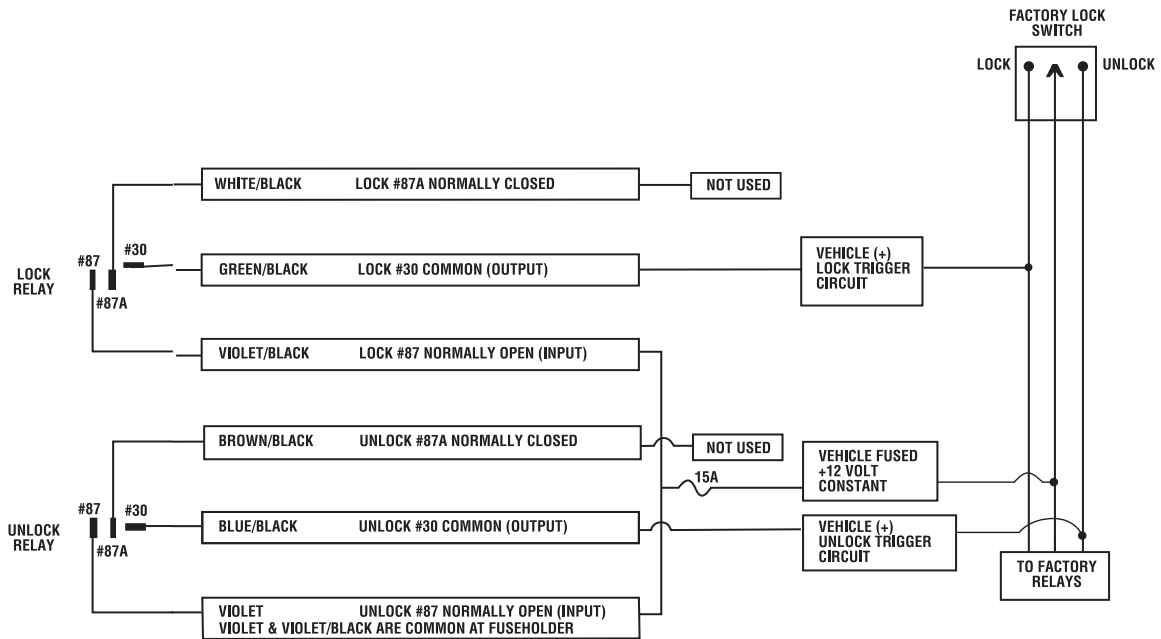 FACTORY LOCK
SWITCH
LOCK
UNLOCK
WHITE/BLACK LOCK #87A NORMALLY CLOSED
NOT USED
LOCK
RELAY
#87
#30
#87A
GREEN/BLACK LOCK #30 COMMON (OUTPUT)
VEHICLE (+)
LOCK TRIGGER
CIRCUIT
VIOLET/BLACK LOCK #87 NORMALLY OPEN (INPUT)
BROWN/BLACK UNLOCK #87A NORMALLY CLOSED
NOT USED
15A
VEHICLE FUSED
+12 VOLT
CONSTANT
UNLOCK
RELAY
#87
#30
#87A
BLUE/BLACK UNLOCK #30 COMMON (OUTPUT)
VEHICLE (+)
UNLOCK TRIGGER
CIRCUIT
TO FACTORY
RELAYS
VIOLET UNLOCK #87 NORMALLY OPEN (INPUT)
VIOLET & VIOLET/BLACK ARE COMMON AT FUSEHOLDER